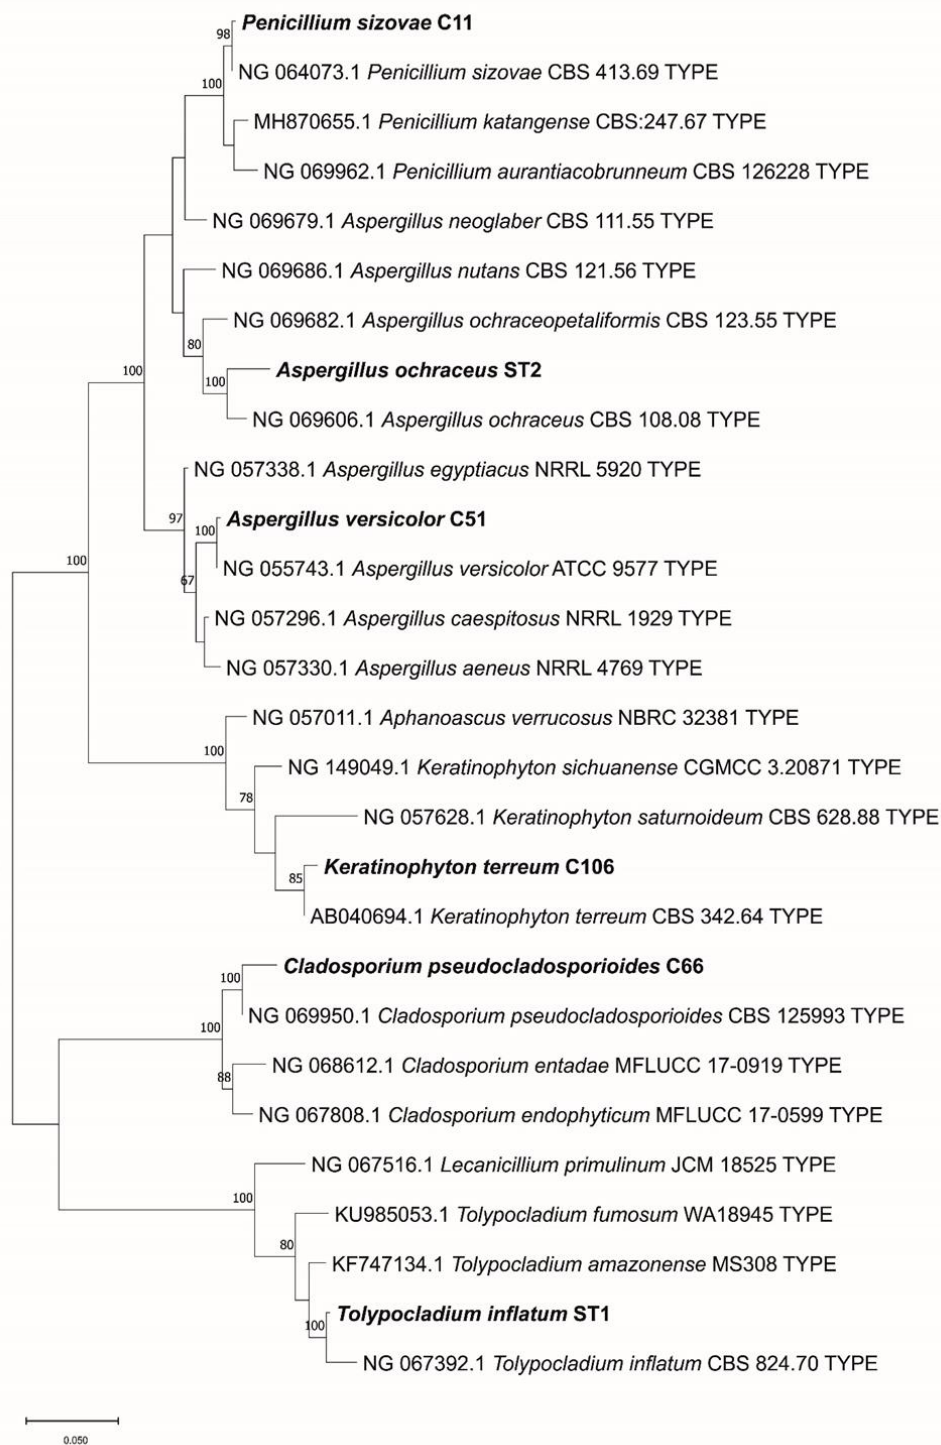 Penicillium sizovae C11
98
NG 064073.1 Penicillium sizovae CBS 413.69 TYPE
100
MH870655.1 Penicillium katangense CBS:247.67 TYPE
NG 069962.1 Penicillium aurantiacobrunneum CBS 126228 TYPE
NG 069679.1 Aspergillus neoglaber CBS 111.55 TYPE
NG 069686.1 Aspergillus nutans CBS 121.56 TYPE
NG 069682.1 Aspergillus ochraceopetaliformis CBS 123.55 TYPE
80
100
Aspergillus ochraceus ST2
100
NG 069606.1 Aspergillus ochraceus CBS 108.08 TYPE
NG 057338.1 Aspergillus egyptiacus NRRL 5920 TYPE
97
Aspergillus versicolor C51
100
100
NG 055743.1 Aspergillus versicolor ATCC 9577 TYPE
67
NG 057296.1 Aspergillus caespitosus NRRL 1929 TYPE
NG 057330.1 Aspergillus aeneus NRRL 4769 TYPE
NG 057011.1 Aphanoascus verrucosus NBRC 32381 TYPE
100
NG 149049.1 Keratinophyton sichuanense CGMCC 3.20871 TYPE
78
NG 057628.1 Keratinophyton saturnoideum CBS 628.88 TYPE
Keratinophyton terreum C106
85
AB040694.1 Keratinophyton terreum CBS 342.64 TYPE
Cladosporium pseudocladosporioides C66
100
NG 069950.1 Cladosporium pseudocladosporioides CBS 125993 TYPE
100
NG 068612.1 Cladosporium entadae MFLUCC 17-0919 TYPE
88
NG 067808.1 Cladosporium endophyticum MFLUCC 17-0599 TYPE
NG 067516.1 Lecanicillium primulinum JCM 18525 TYPE
100
KU985053.1 Tolypocladium fumosum WA18945 TYPE
80
KF747134.1 Tolypocladium amazonense MS308 TYPE
Tolypocladium inflatum ST1
100
NG 067392.1 Tolypocladium inflatum CBS 824.70 TYPE
0.050